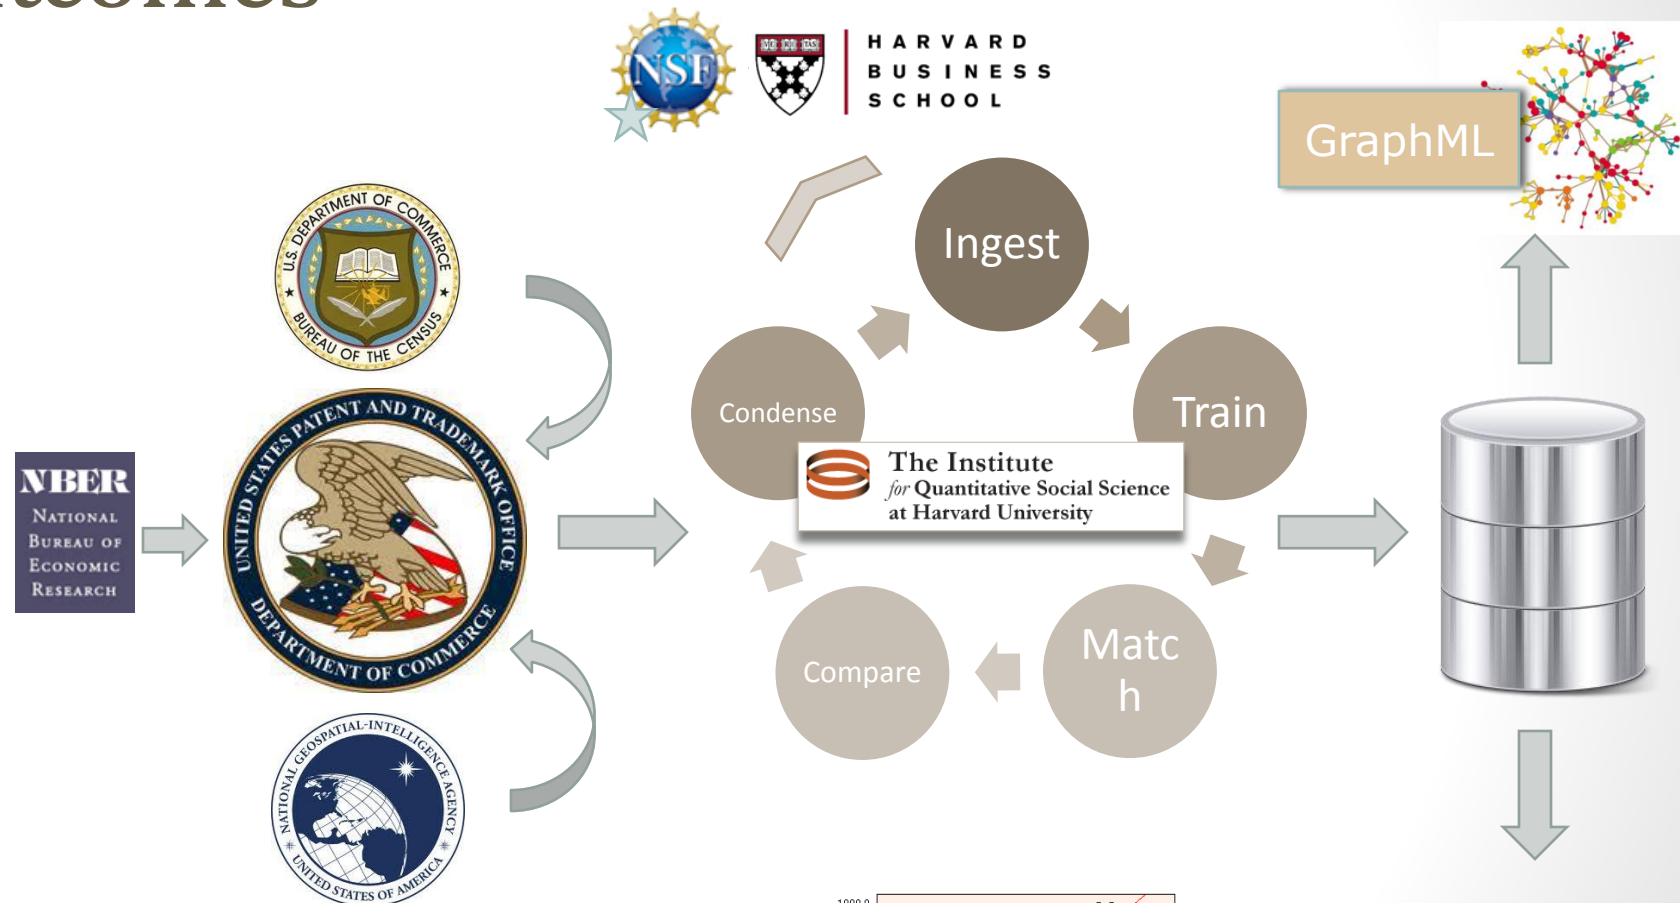 NSF
HARVARD
BUSINESS
SCHOOL
GraphML
U.S. DEPARTMENT OF COMMERCE
BUREAU OF THE CENSUS
Ingest
Condense
Train
UNITED STATES PATENT AND TRADEMARK OFFICE
DEPARTMENT OF COMMERCE
The Institute
for Quantitative Social Science
at Harvard University
NBER
NATIONAL
BUREAU OF
ECONOMIC
RESEARCH
Compare
Matc
h
NATIONAL GEOSPATIAL-INTELLIGENCE AGENCY
UNITED STATES OF AMERICA